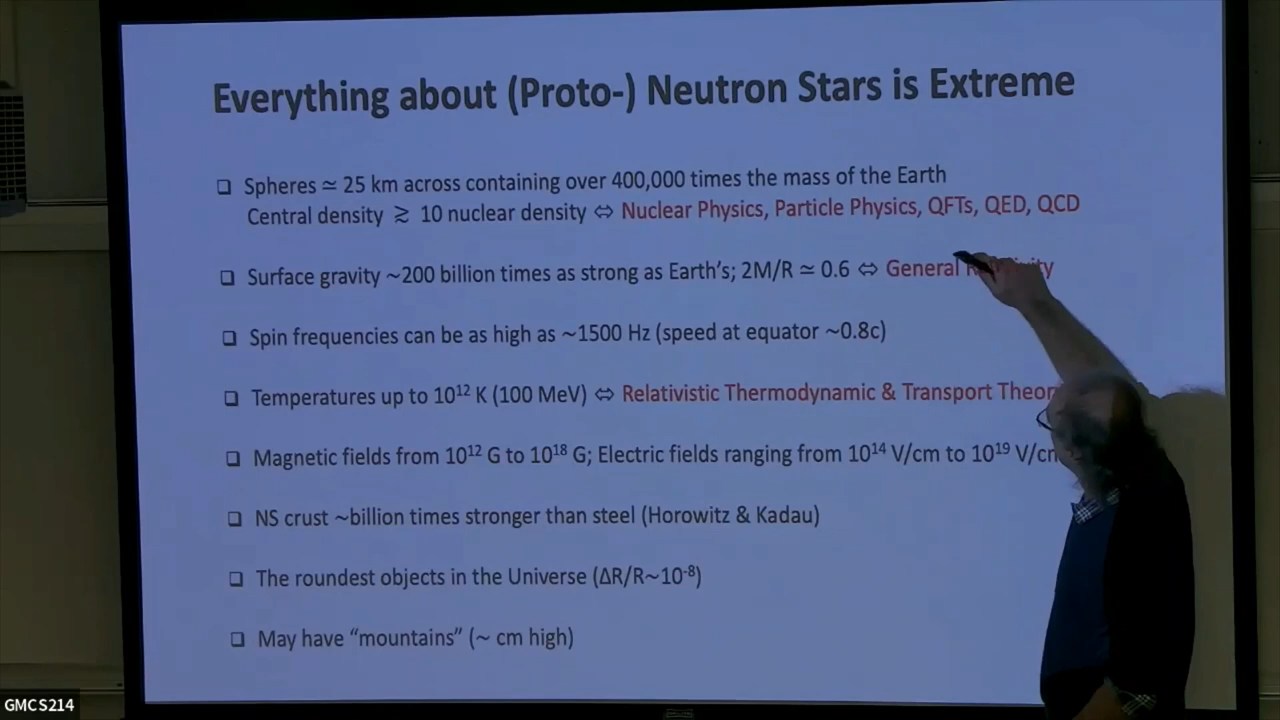 Everything about (Proto-) Neutron Stars is Extreme
❑ Spheres ≃ 25 km across containing over 400,000 times the mass of the Earth
Central density ≳ 10 nuclear density ⇔ Nuclear Physics, Particle Physics, QFTs, QED, QCD
❑ Surface gravity ~200 billion times as strong as Earth's; 2M/R ≃ 0.6 ⇔ General
❑ Spin frequencies can be as high as ~1500 Hz (speed at equator ~0.8c)
❑ Temperatures up to 10¹² K (100 MeV) ⇔ Relativistic Thermodynamic & Transport Theor
❑ Magnetic fields from 10¹² G to 10¹⁸ G; Electric fields ranging from 10¹⁴ V/cm to 10¹⁹ V/cm
❑ NS crust ~billion times stronger than steel (Horowitz & Kadau)
❑ The roundest objects in the Universe (ΔR/R~10⁻⁸)
❑ May have “mountains” (~ cm high)
GMCS214